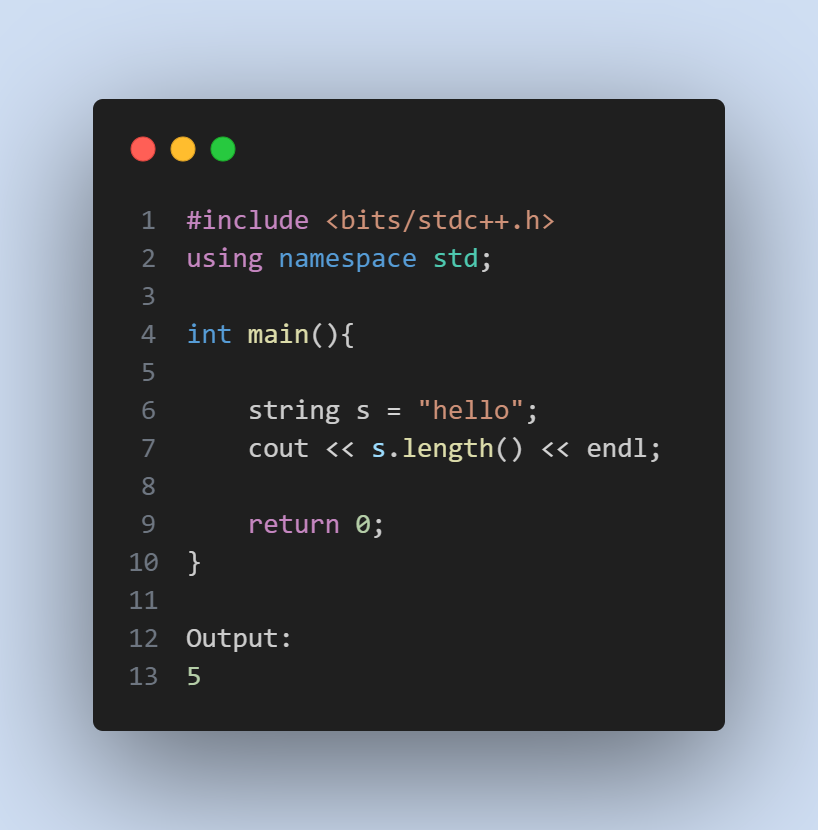 1 #include <bits/stdc++.h>
2 using namespace std;
3
4 int main(){
5
6     string s = "hello";
7     cout << s.length() << endl;
8
9     return 0;
10 }
11
12 Output:
13 5